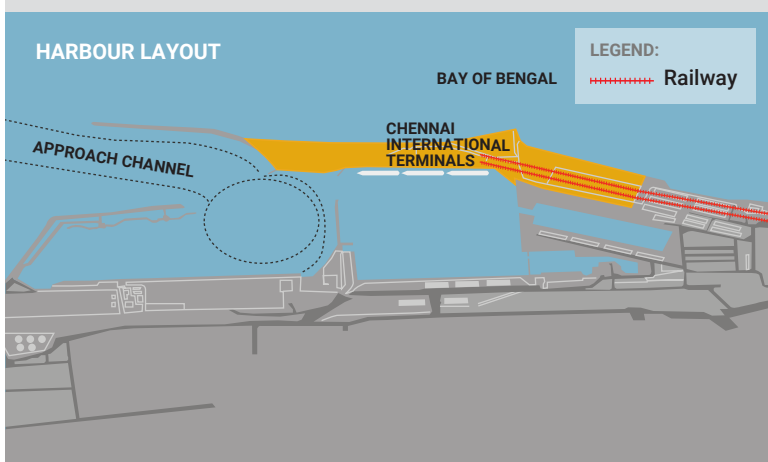 HARBOUR LAYOUT
LEGEND:
Railway
BAY OF BENGAL
CHENNAI
INTERNATIONAL
TERMINALS
APPROACH CHANNEL